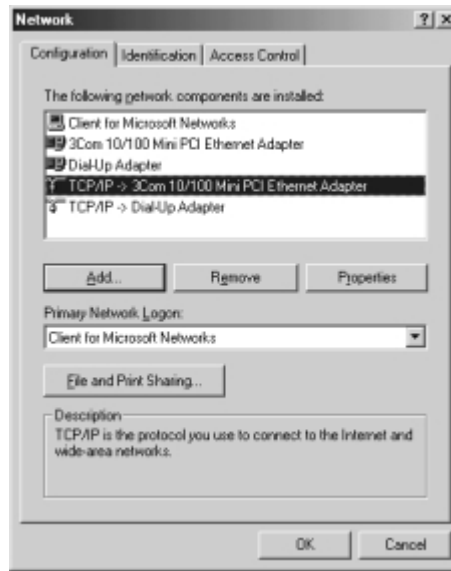 Network
Configuration Identification Access Control
The following network components are installed:
Client for Microsoft Networks
3Com 10/100 Mini PCI Ethernet Adapter
Dial-Up Adapter
TCP/IP -> 3Com 10/100 Mini PCI Ethernet Adapter
TCP/IP -> Dial-Up Adapter
Add... Remove Properties
Primary Network Logon:
Client for Microsoft Networks
File and Print Sharing...
Description
TCP/IP is the protocol you use to connect to the Internet and
wide-area networks.
OK Cancel